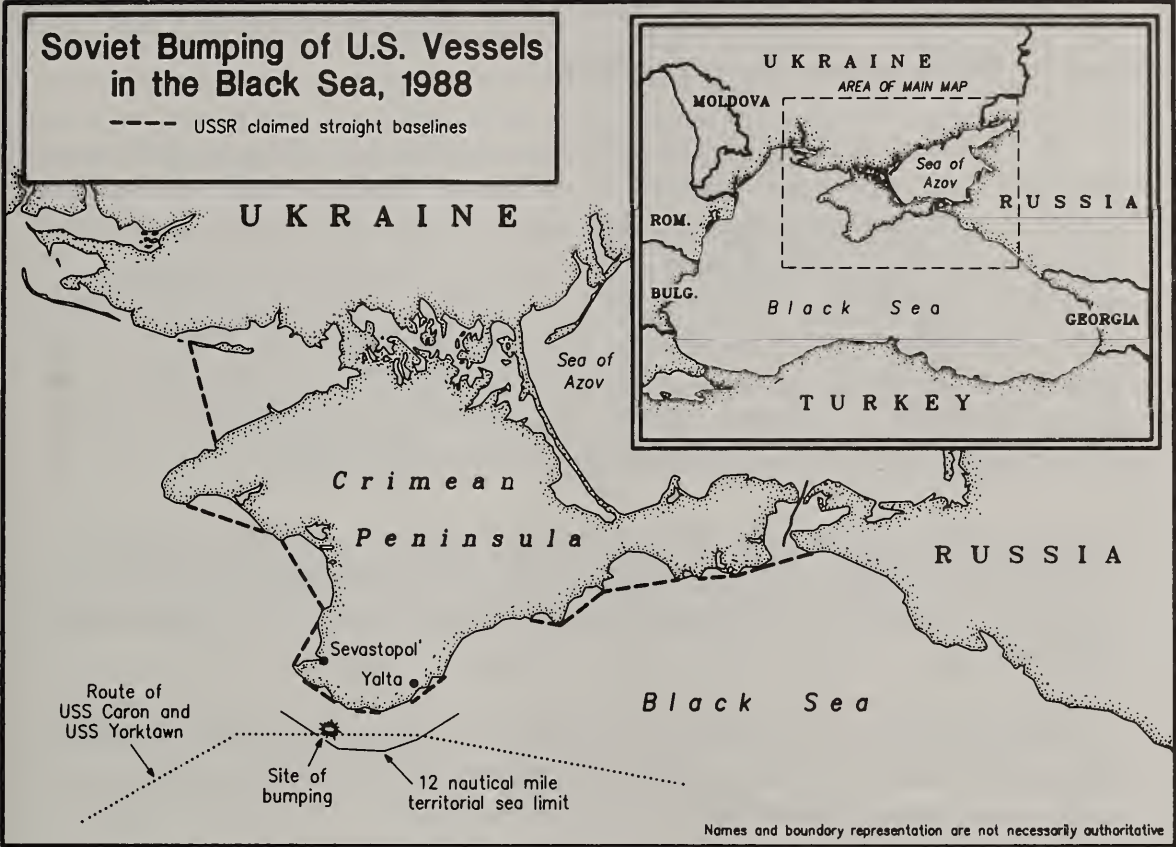 Soviet Bumping of U.S. Vessels
in the Black Sea, 1988
USSR claimed straight baselines
UKRAINE
MOLDOVA
AREA OF MAIN MAP
Sea of
Azov
RUSSIA
ROM.
BULG.
Black Sea
GEORGIA
TURKEY
UKRAINE
Sea of
Azov
Crimean
Peninsula
RUSSIA
Sevastopol'
Yalta
Black Sea
Route of
USS Caron and
USS Yorktawn
Site of
bumping
12 nautical mile
territorial sea limit
Names and boundary representation are not necessarily authoritative